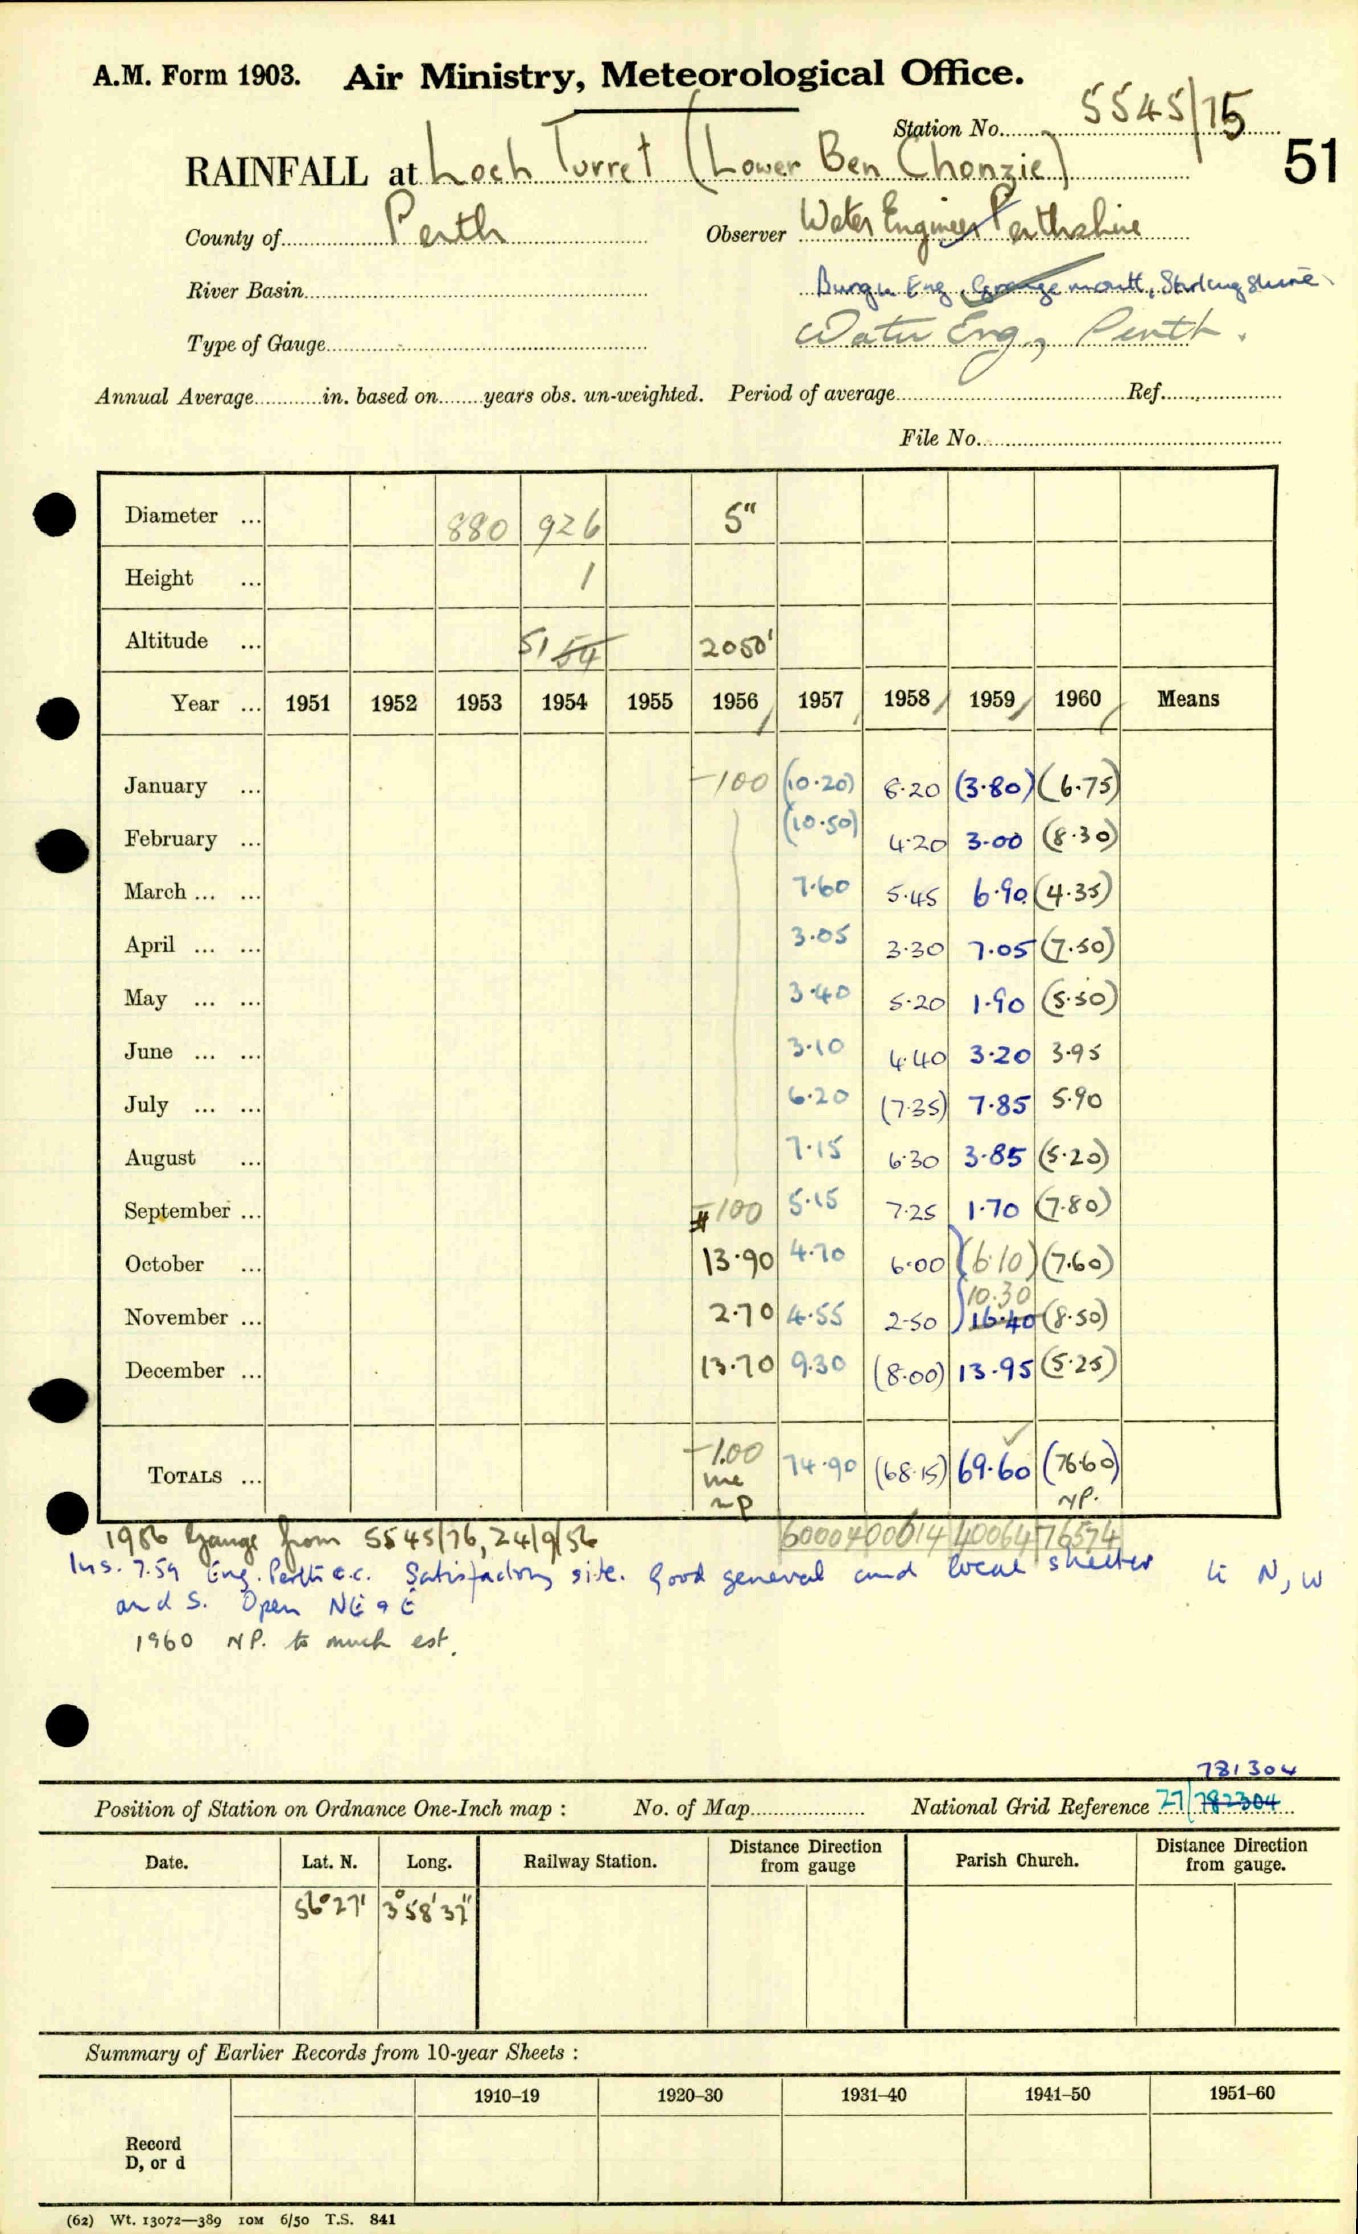 A.M. Form 1903. Air Ministry, Meteorological Office.
Station No. 5545/15
51
RAINFALL at Loch Turret (Lower Ben Chonzie)
County of Perth Observer Water Engineer Perthshire
River Basin Burgh Eng. Grangemouth, Stirlingshire
Type of Gauge Water Eng., Perth.
Annual Average in. based on years obs. un-weighted. Period of average Ref.
File No.
Diameter ... 880 926 5"
Height ... 1
Altitude ... 51 54 2050'
Year ... 1951 1952 1953 1954 1955 1956 1957 1958 1959 1960 Means
January ... -100 (10.20) 8.20 (3.80) (6.75)
February ... (10.50) 4.20 3.00 (8.30)
March ... ... 7.60 5.45 6.90 (4.35)
April ... ... 3.05 3.30 7.05 (7.50)
May ... ... 3.40 5.20 1.90 (5.50)
June ... ... 3.10 4.40 3.20 3.95
July ... ... 6.20 (7.35) 7.85 5.90
August ... 7.15 6.30 3.85 (5.20)
September ... -100 5.15 7.25 1.70 (7.80)
October ... 13.90 4.70 6.00 (6.10) (7.60)
10.30
November ... 2.70 4.55 2.50 16.40 (8.50)
December ... 13.70 9.30 (8.00) 13.95 (5.25)
TOTALS ... -1.00 74.90 (68.15) 69.60 (76.60)
NP.
1956 Gauge from 5545/76, 24/9/56
60004 00614 40064 76574
Ins. 7.59 Eng. Perth C.C. Satisfactory site. Good general and local shelter to N, W
and S. Open NE & E
1960 NP. to much est.
781304
Position of Station on Ordnance One-Inch map : No. of Map National Grid Reference 27/782304
Date. Lat. N. Long. Railway Station. Distance from gauge Direction Parish Church. Distance from gauge. Direction
56°27' 3°58'37"
Summary of Earlier Records from 10-year Sheets :
1910–19 1920–30 1931–40 1941–50 1951–60
Record
D, or d
(62) Wt. 13072—389 10M 6/50 T.S. 841